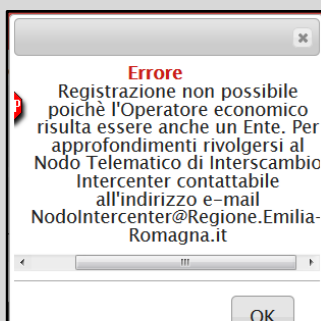 Errore
Registrazione non possibile
poichè l'Operatore economico
risulta essere anche un Ente. Per
approfondimenti rivolgersi al
Nodo Telematico di Interscambio
Intercenter contattabile
all'indirizzo e-mail
NodoIntercenter@Regione.Emilia-
Romagna.it
OK